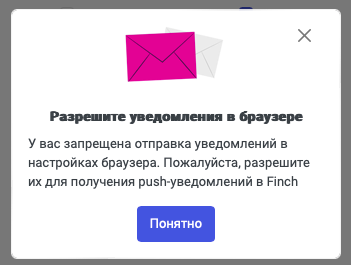 Разрешите уведомления в браузере
У вас запрещена отправка уведомлений в
настройках браузера. Пожалуйста, разрешите
их для получения push-уведомлений в Finch
Понятно